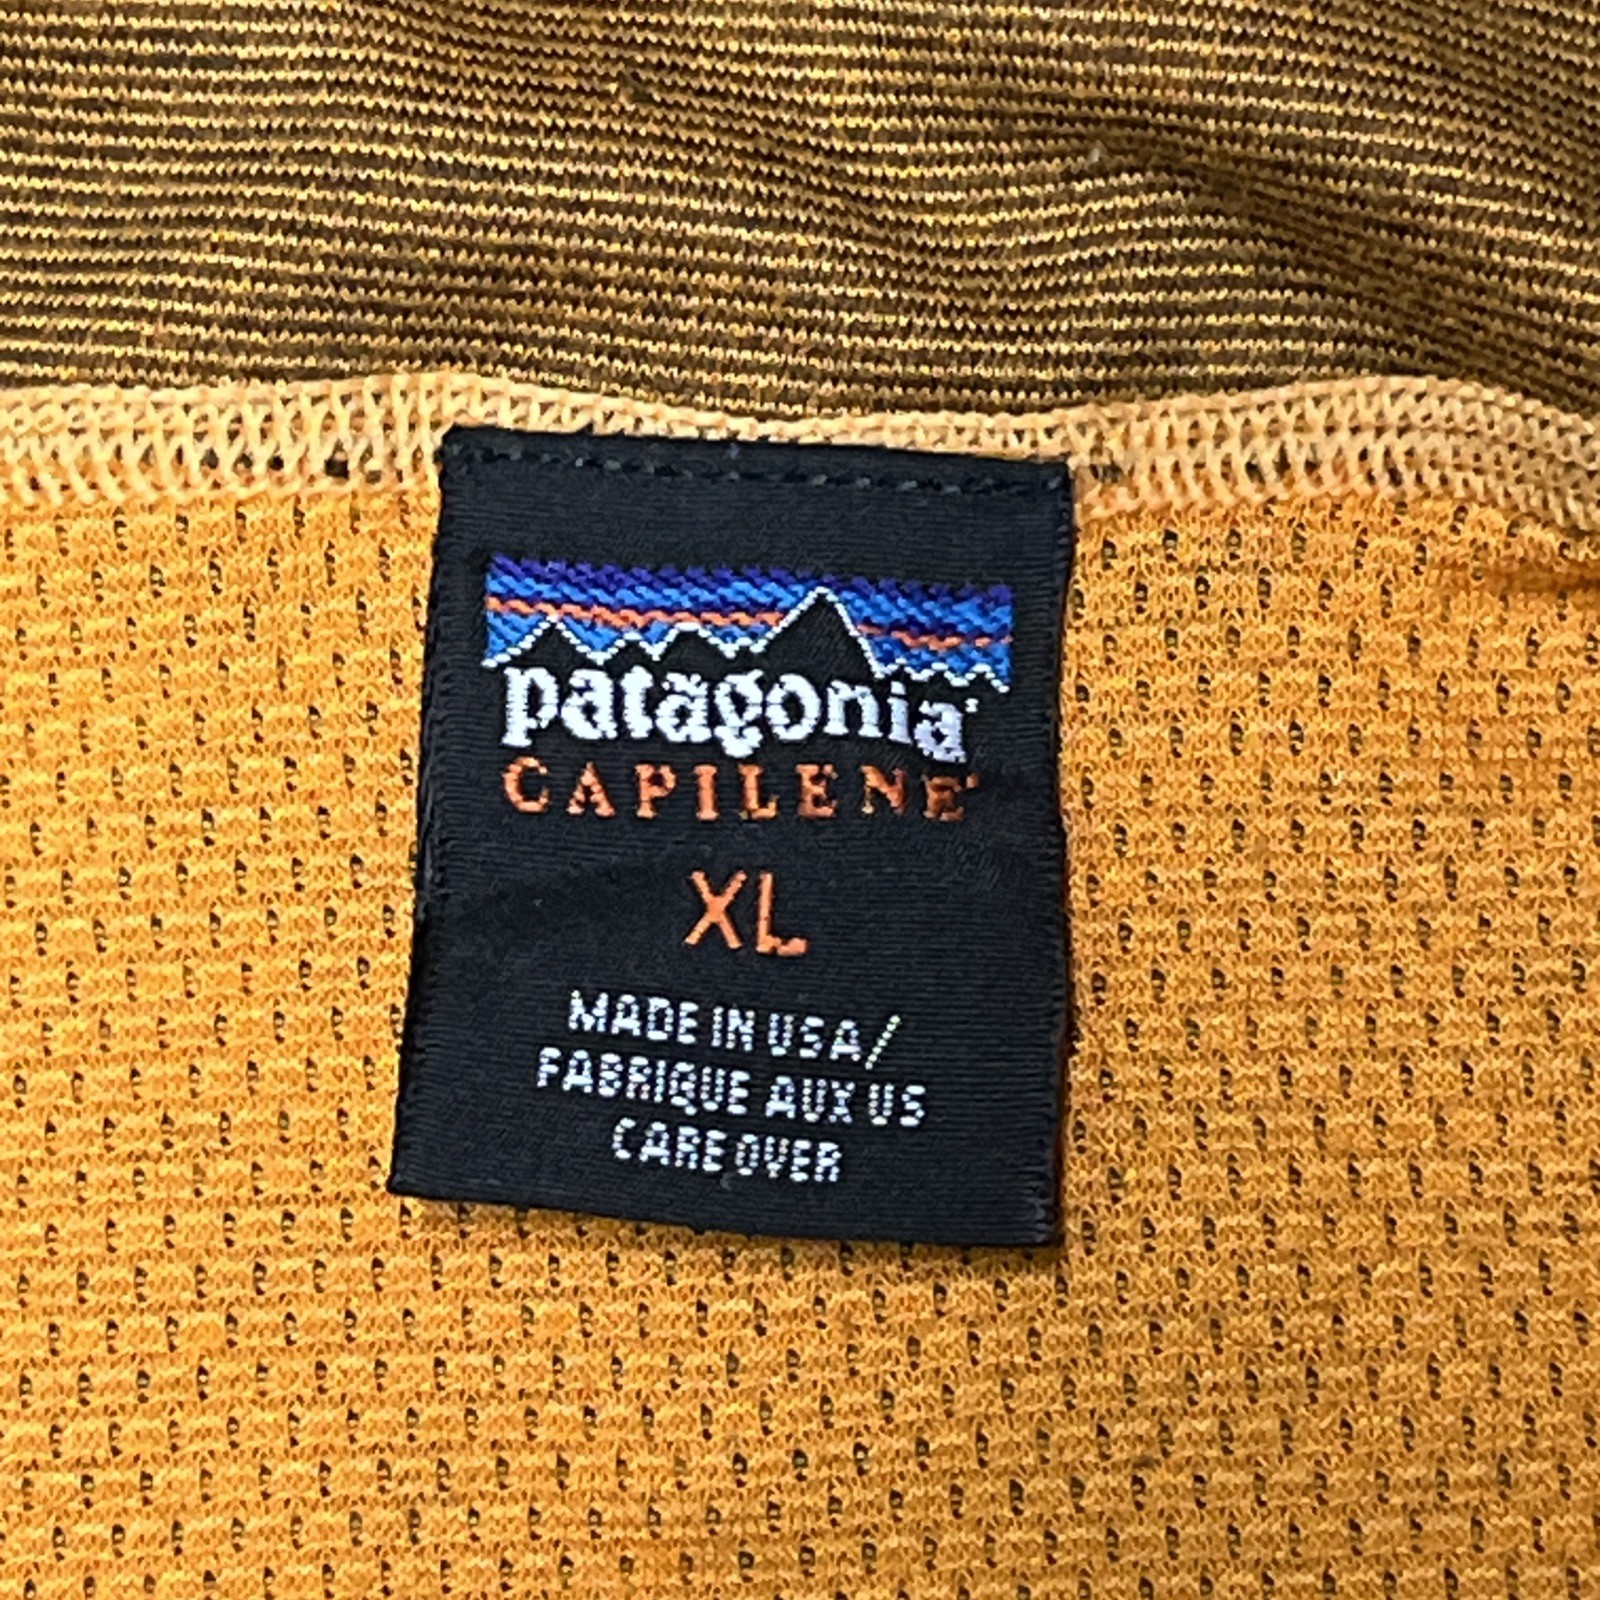 patagonia®
CAPILENE®
XL
MADE IN USA/
FABRIQUE AUX US
CARE OVER